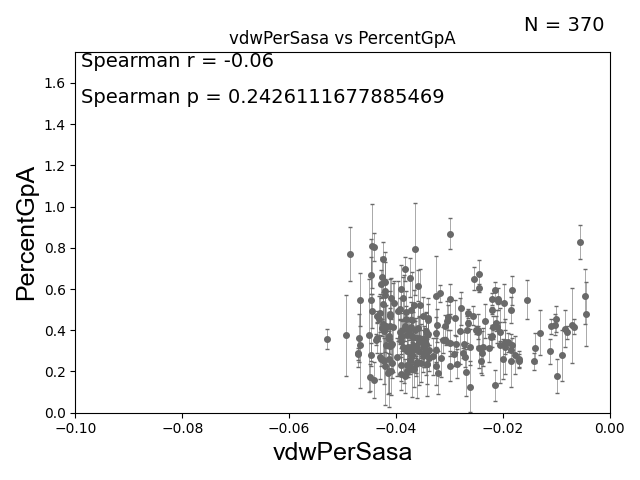 N = 370
vdwPerSasa vs PercentGpA
Spearman r = -0.06
Spearman p = 0.2426111677885469
PercentGpA
1.6
1.4
1.2
1.0
0.8
0.6
0.4
0.2
0.0
−0.10 −0.08 −0.06 −0.04 −0.02 0.00
vdwPerSasa